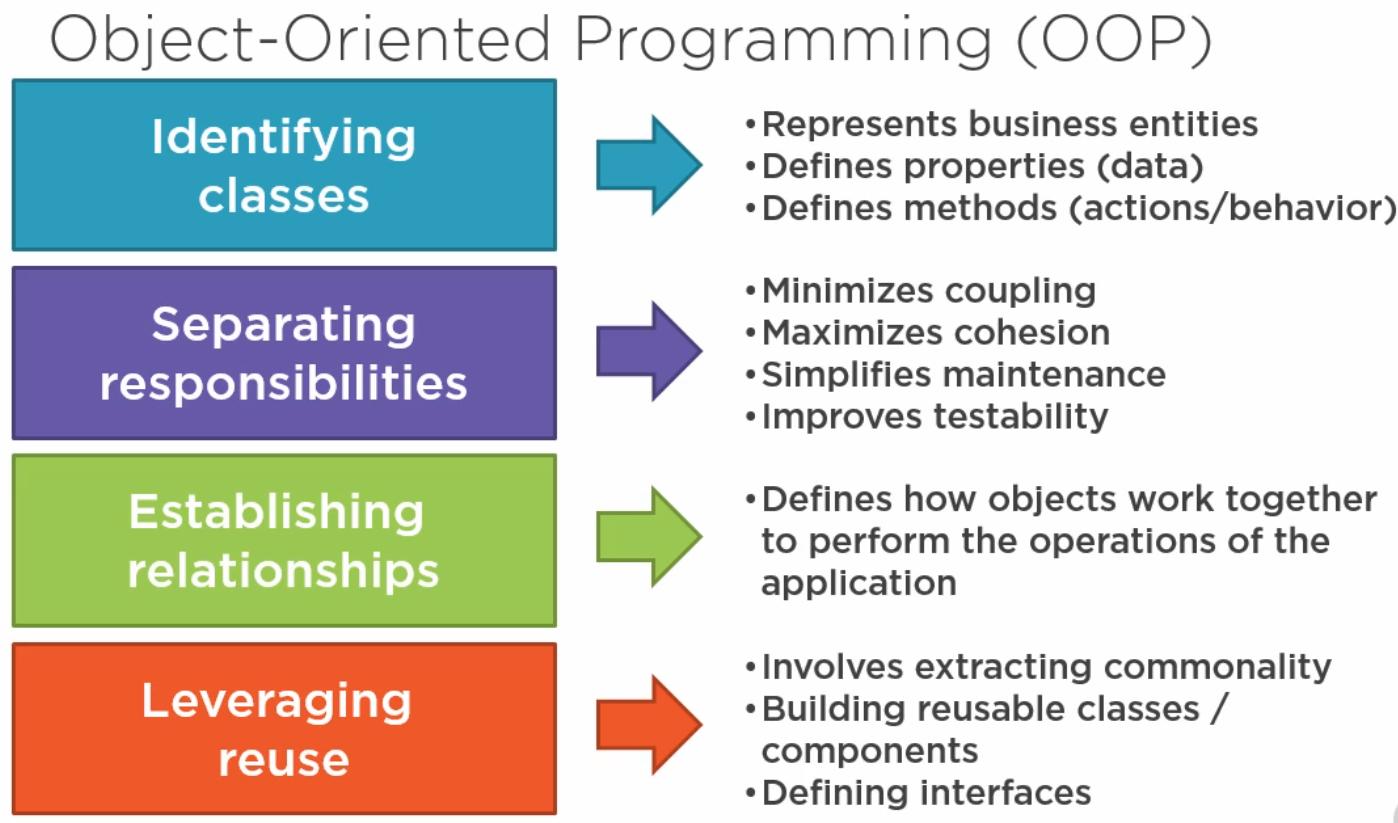 Object-Oriented Programming (OOP)
Identifying
classes
•Represents business entities
•Defines properties (data)
•Defines methods (actions/behavior)
Separating
responsibilities
•Minimizes coupling
•Maximizes cohesion
•Simplifies maintenance
•Improves testability
Establishing
relationships
•Defines how objects work together
to perform the operations of the
application
Leveraging
reuse
•Involves extracting commonality
•Building reusable classes /
components
•Defining interfaces